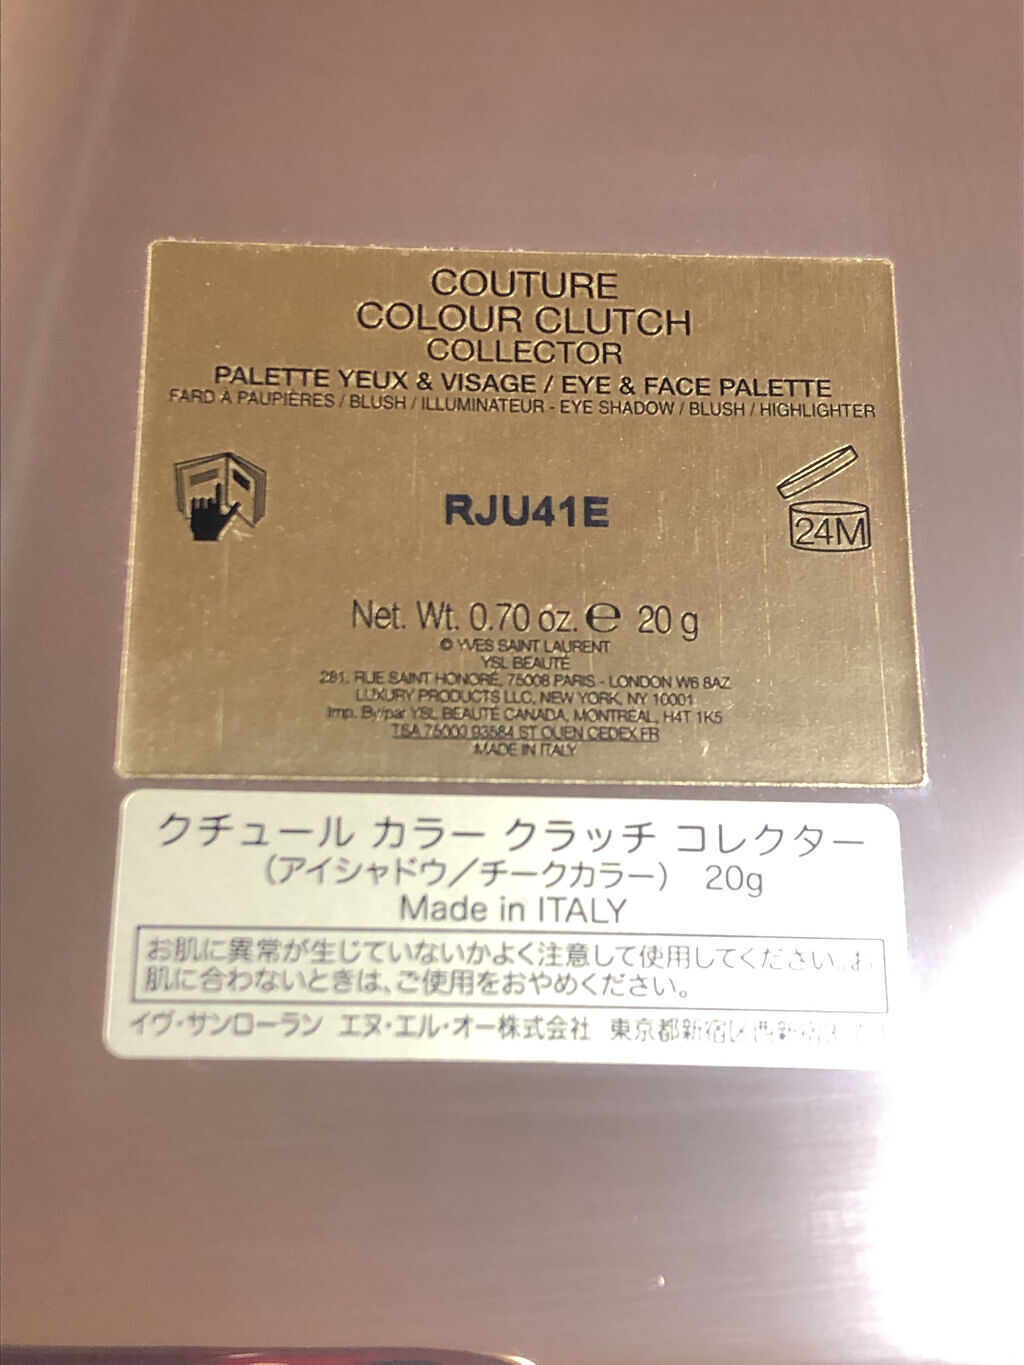 COUTURE
COLOUR CLUTCH
COLLECTOR
PALETTE YEUX & VISAGE / EYE & FACE PALETTE
FARD A PAUPIÈRES / BLUSH / ILLUMINATEUR - EYE SHADOW / BLUSH / HIGHLIGHTER
RJU41E
24M
Net. Wt. 0.70 oz. ℮ 20 g
© YVES SAINT LAURENT
YSL BEAUTÉ
281, RUE SAINT HONORÉ, 75008 PARIS - LONDON W6 8AZ
LUXURY PRODUCTS LLC, NEW YORK, NY 10001
Imp. By/par YSL BEAUTÉ CANADA, MONTRÉAL, H4T 1K5
TSA 75000 93584 ST OUEN CEDEX FR
MADE IN ITALY
クチュール カラー クラッチ コレクター
（アイシャドウ／チークカラー） 20g
Made in ITALY
お肌に異常が生じていないかよく注意して使用してください。お
肌に合わないときは、ご使用をおやめください。
イヴ・サンローラン エヌ・エル・オー株式会社 東京都新宿区西新宿3